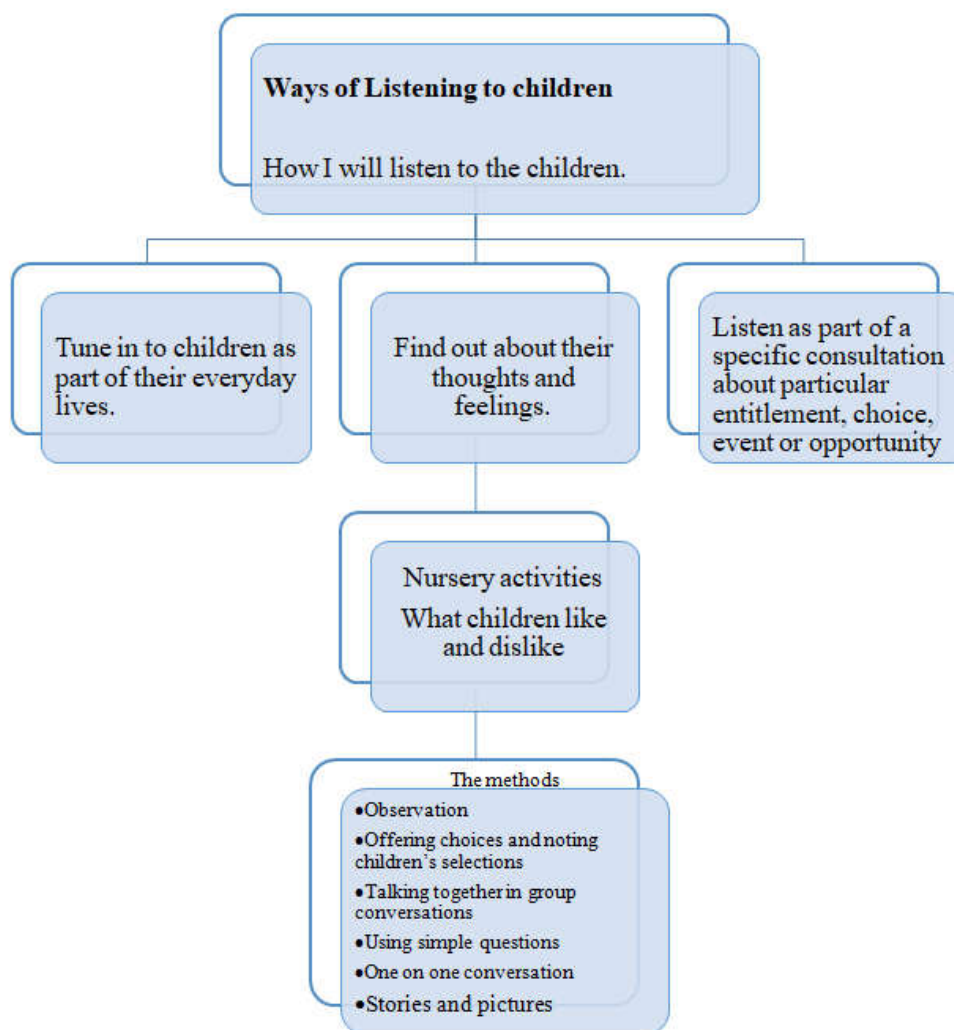 Ways of Listening to children
How I will listen to the children.
Tune in to children as
part of their everyday
lives.
Find out about their
thoughts and
feelings.
Listen as part of a
specific consultation
about particular
entitlement, choice,
event or opportunity
Nursery activities
What children like
and dislike
The methods
•Observation
•Offering choices and noting
children’s selections
•Talking together in group
conversations
•Using simple questions
•One on one conversation
•Stories and pictures